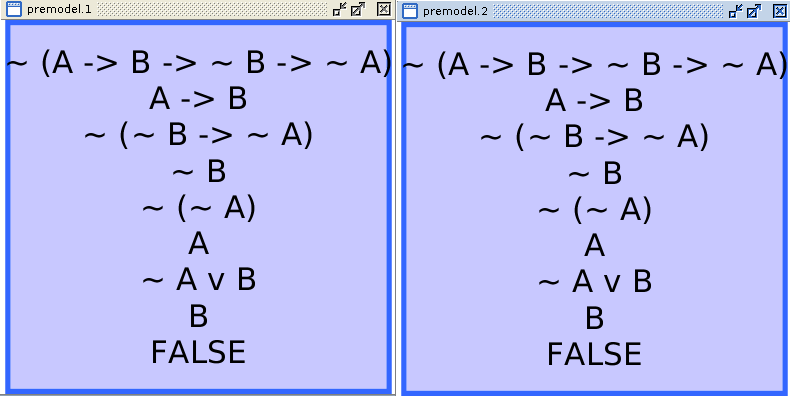 premodel.1
~ (A -> B -> ~ B -> ~ A)
A -> B
~ (~ B -> ~ A)
~ B
~ (~ A)
A
~ A v B
B
FALSE
premodel.2
~ (A -> B -> ~ B -> ~ A)
A -> B
~ (~ B -> ~ A)
~ B
~ (~ A)
A
~ A v B
B
FALSE